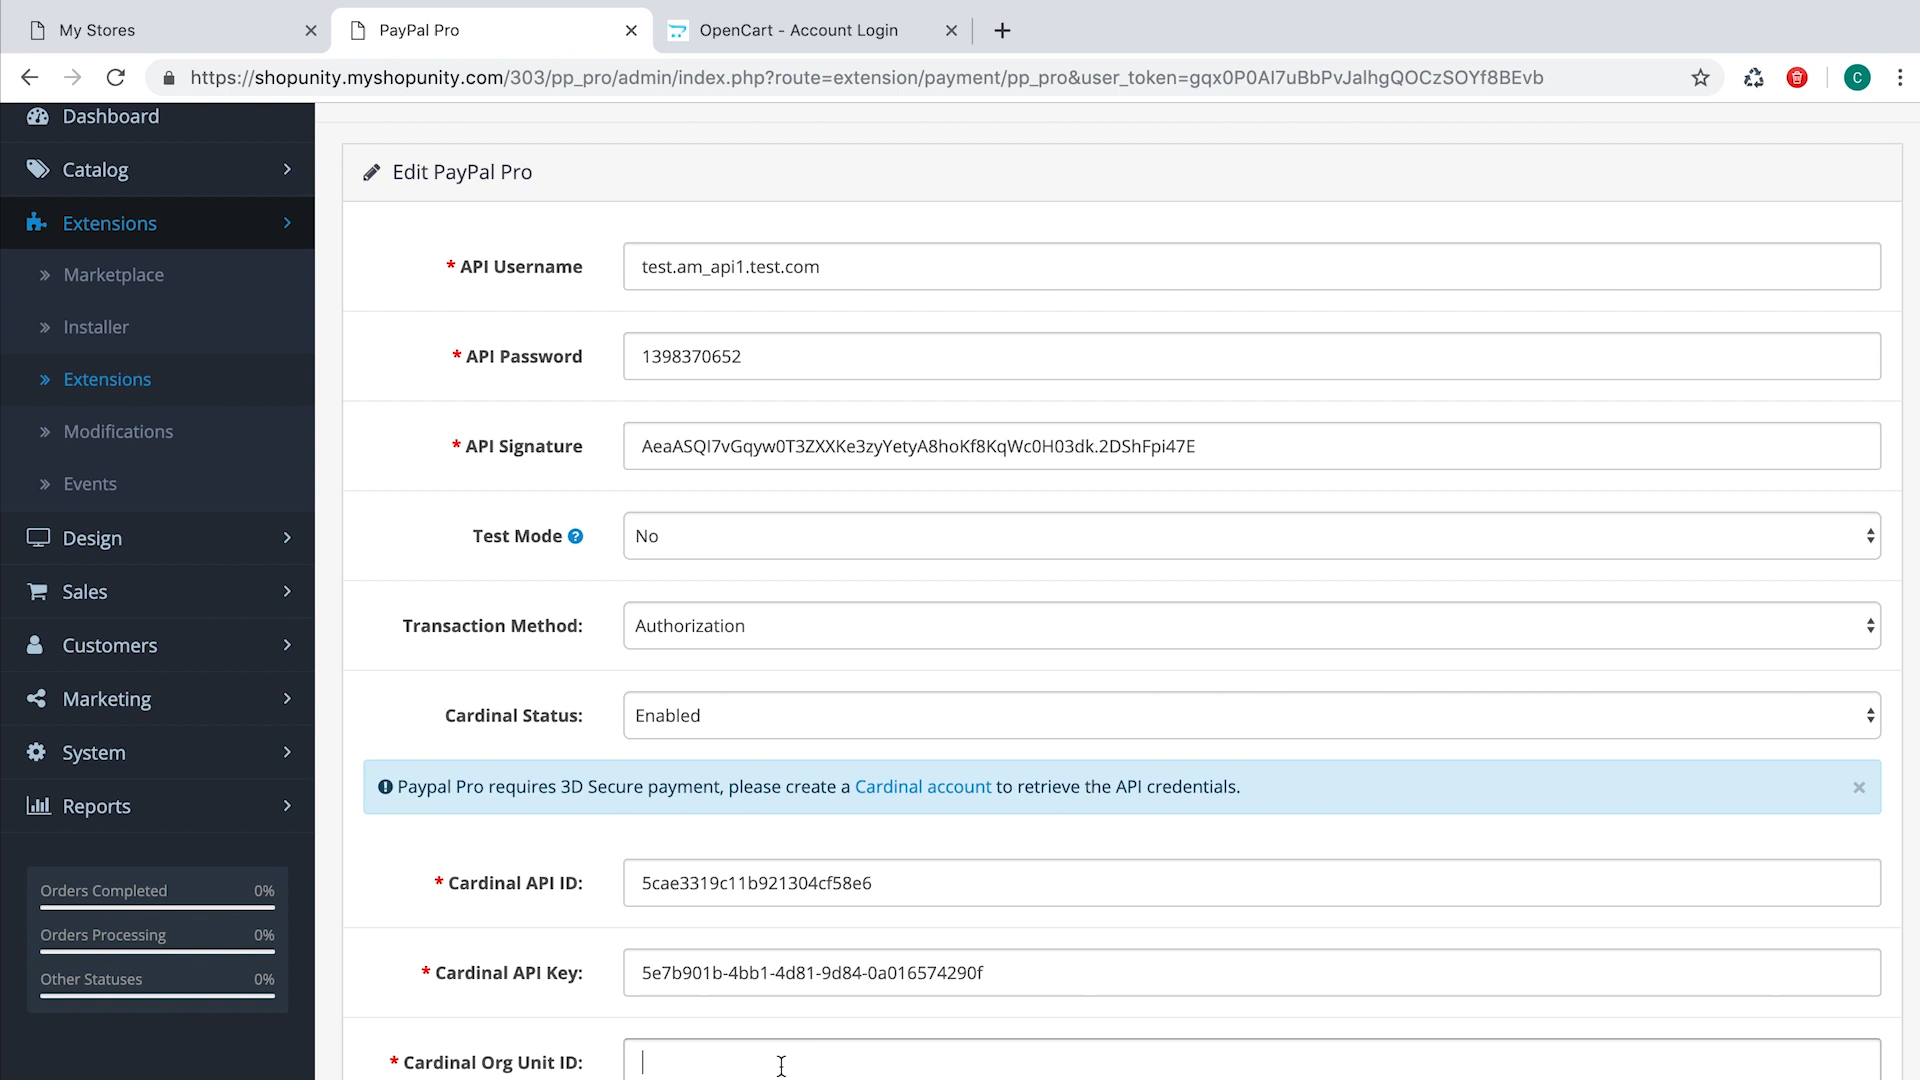 My Stores
PayPal Pro
OpenCart - Account Login
https://shopunity.myshopunity.com/303/pp_pro/admin/index.php?route=extension/payment/pp_pro&user_token=gqx0P0AI7uBbPvJalhgQOCzSOYf8BEvb
C
Dashboard
Catalog
Extensions
Marketplace
Installer
Extensions
Modifications
Events
Design
Sales
Customers
Marketing
System
Reports
Orders Completed 0%
Orders Processing 0%
Other Statuses 0%
Edit PayPal Pro
* API Username test.am_api1.test.com
* API Password 1398370652
* API Signature AeaASQI7vGqyw0T3ZXXKe3zyYetyA8hoKf8KqWc0H03dk.2DShFpi47E
Test Mode ? No
Transaction Method: Authorization
Cardinal Status: Enabled
Paypal Pro requires 3D Secure payment, please create a Cardinal account to retrieve the API credentials.
* Cardinal API ID: 5cae3319c11b921304cf58e6
* Cardinal API Key: 5e7b901b-4bb1-4d81-9d84-0a016574290f
* Cardinal Org Unit ID: